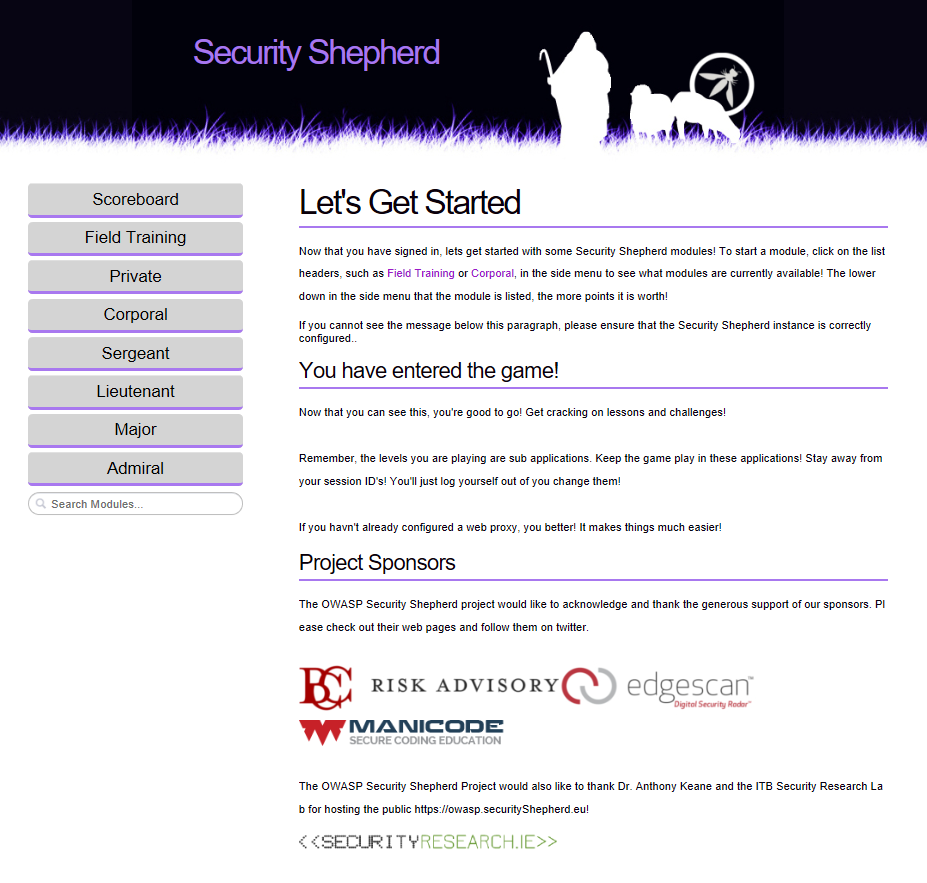 Security Shepherd
Scoreboard
Field Training
Private
Corporal
Sergeant
Lieutenant
Major
Admiral
Search Modules...
Let's Get Started
Now that you have signed in, lets get started with some Security Shepherd modules! To start a module, click on the list
headers, such as Field Training or Corporal, in the side menu to see what modules are currently available! The lower
down in the side menu that the module is listed, the more points it is worth!
If you cannot see the message below this paragraph, please ensure that the Security Shepherd instance is correctly
configured..
You have entered the game!
Now that you can see this, you're good to go! Get cracking on lessons and challenges!
Remember, the levels you are playing are sub applications. Keep the game play in these applications! Stay away from
your session ID's! You'll just log yourself out of you change them!
If you havn't already configured a web proxy, you better! It makes things much easier!
Project Sponsors
The OWASP Security Shepherd project would like to acknowledge and thank the generous support of our sponsors. Pl
ease check out their web pages and follow them on twitter.
BCC RISK ADVISORY edgescan™
Digital Security Radar™
MANICODE
SECURE CODING EDUCATION
The OWASP Security Shepherd Project would also like to thank Dr. Anthony Keane and the ITB Security Research La
b for hosting the public https://owasp.securityShepherd.eu!
<<SECURITYRESEARCH.IE>>